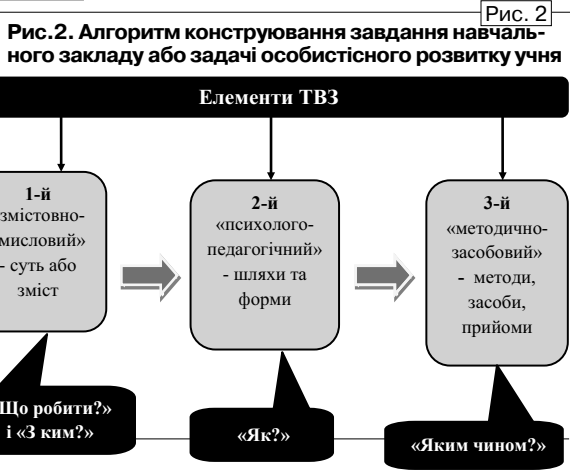 Рис. 2
Рис.2. Алгоритм конструювання завдання навчаль-
ного закладу або задачі особистісного розвитку учня
Елементи ТВЗ
1-й
змістовно-
мисловий»
- суть або
зміст
2-й
«психолого-
педагогічний»
- шляхи та
форми
3-й
«методично-
засобовий»
- методи,
засоби,
прийоми
Що робити?»
і «З ким?»
«Як?»
«Яким чином?»